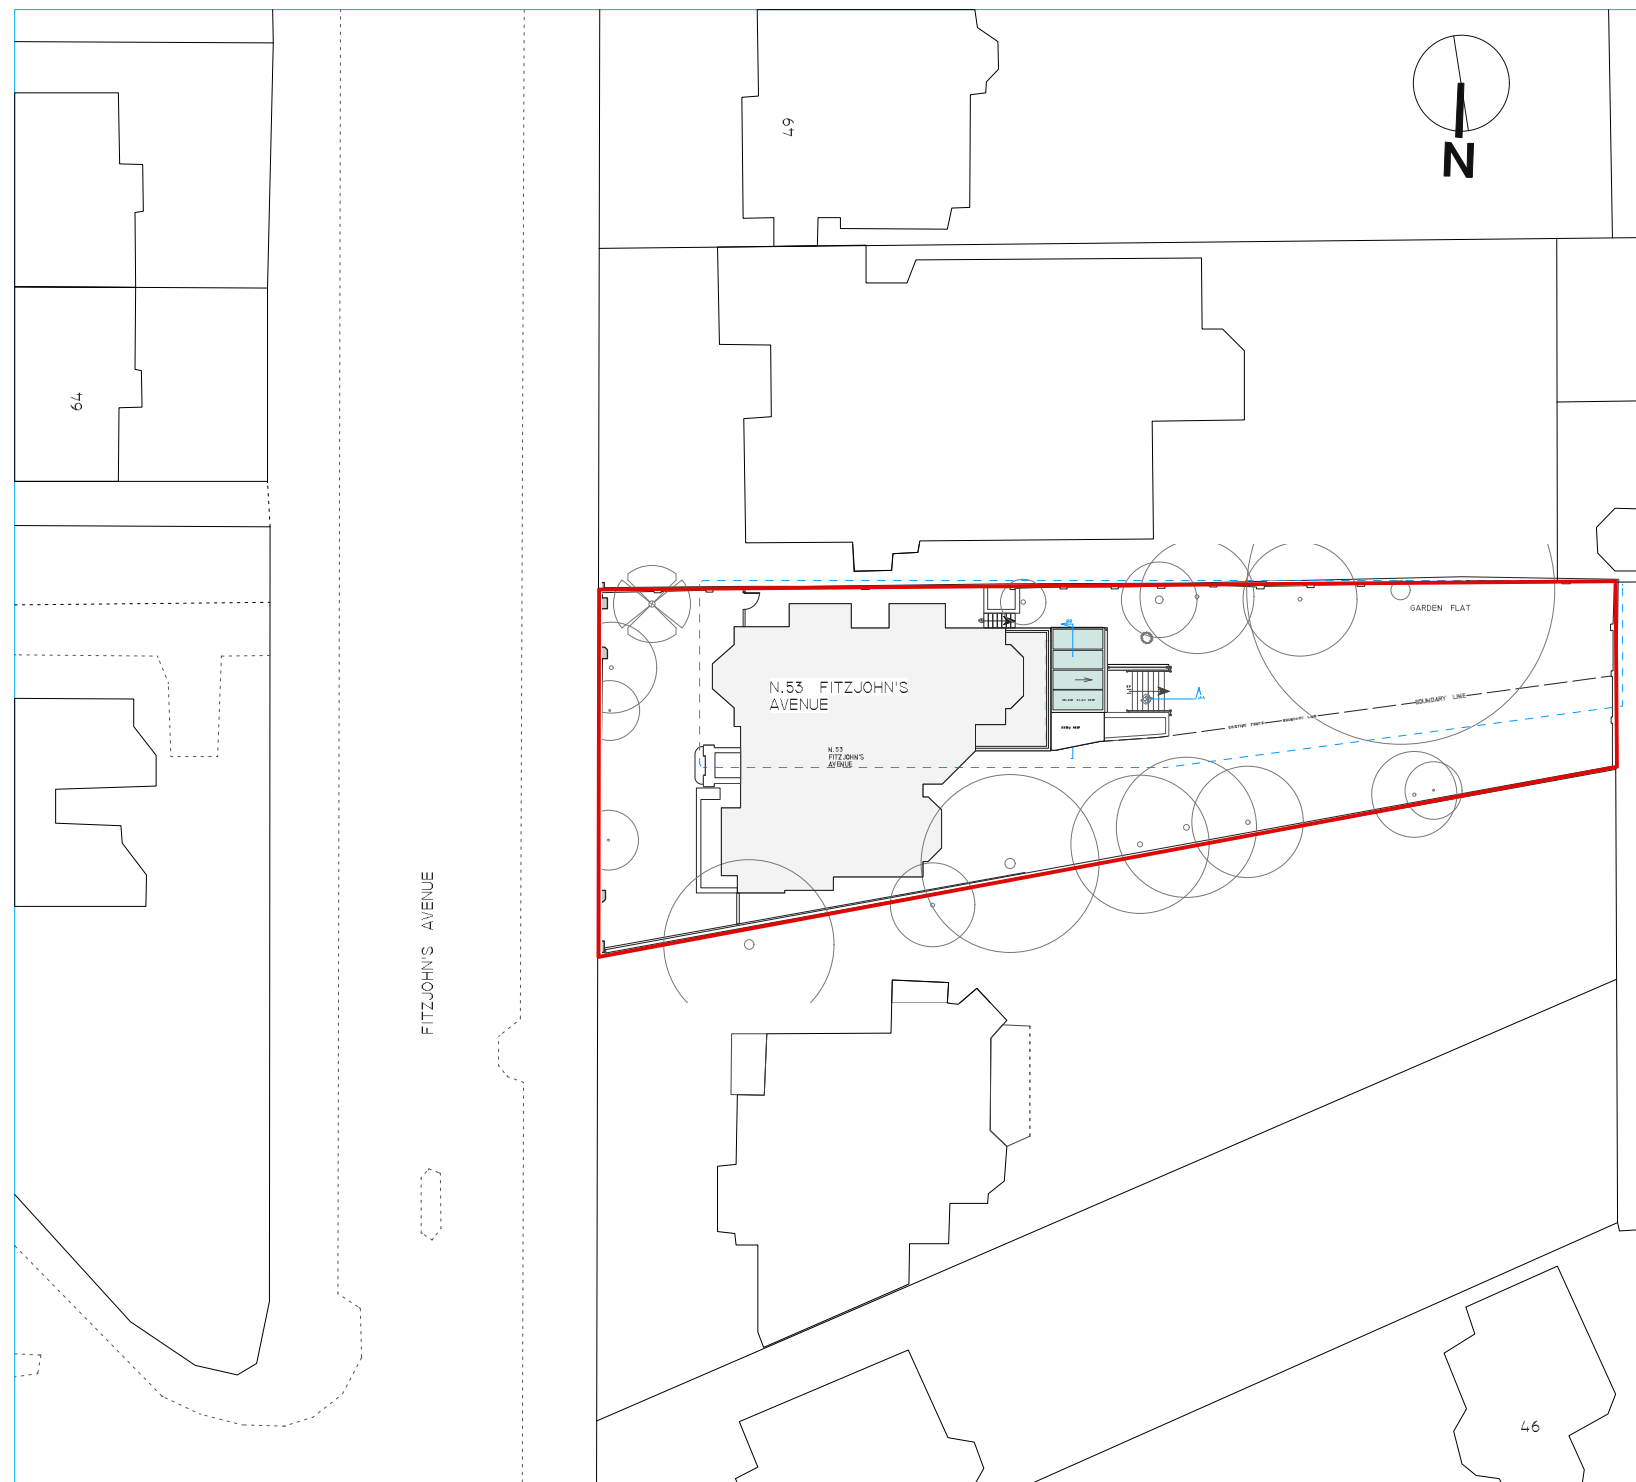 49
N
64
GARDEN FLAT
N.53 FITZJOHN'S
AVENUE
BOUNDARY LINE
N.53
FITZJOHN'S
AVENUE
FITZJOHN'S AVENUE
46